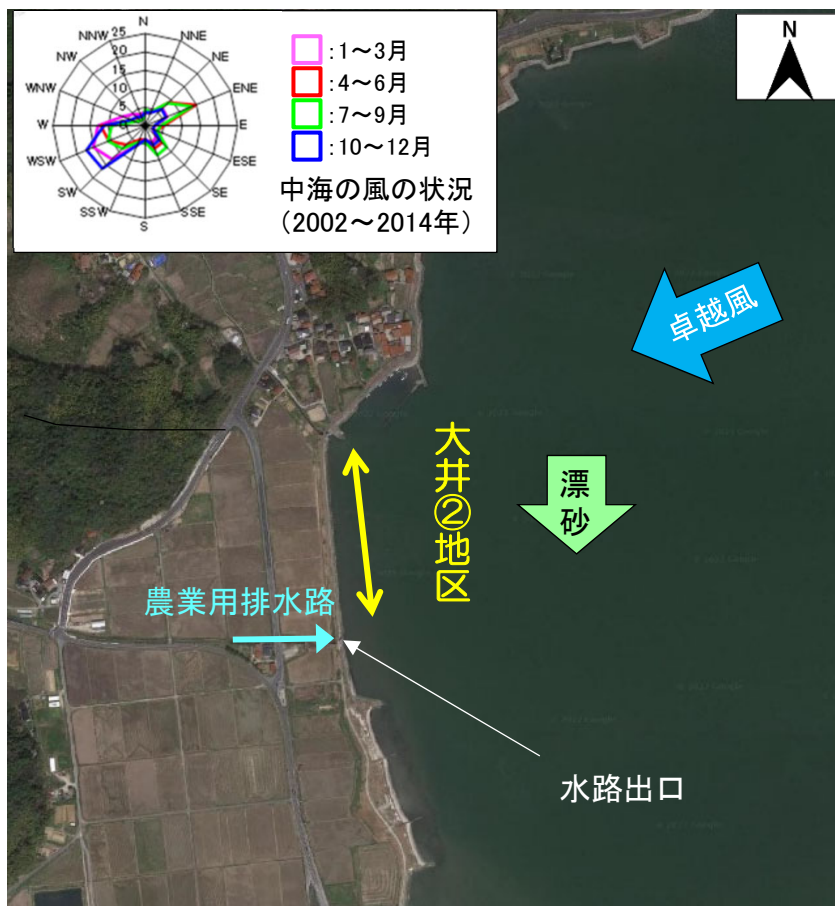 N
NNE
NE
ENE
E
ESE
SE
SSE
S
SSW
SW
WSW
W
WNW
NW
NNW
25
20
15
10
5
0
:1～3月
:4～6月
:7～9月
:10～12月
中海の風の状況
（2002～2014年）
N
卓越風
大井②地区
漂砂
農業用排水路
水路出口